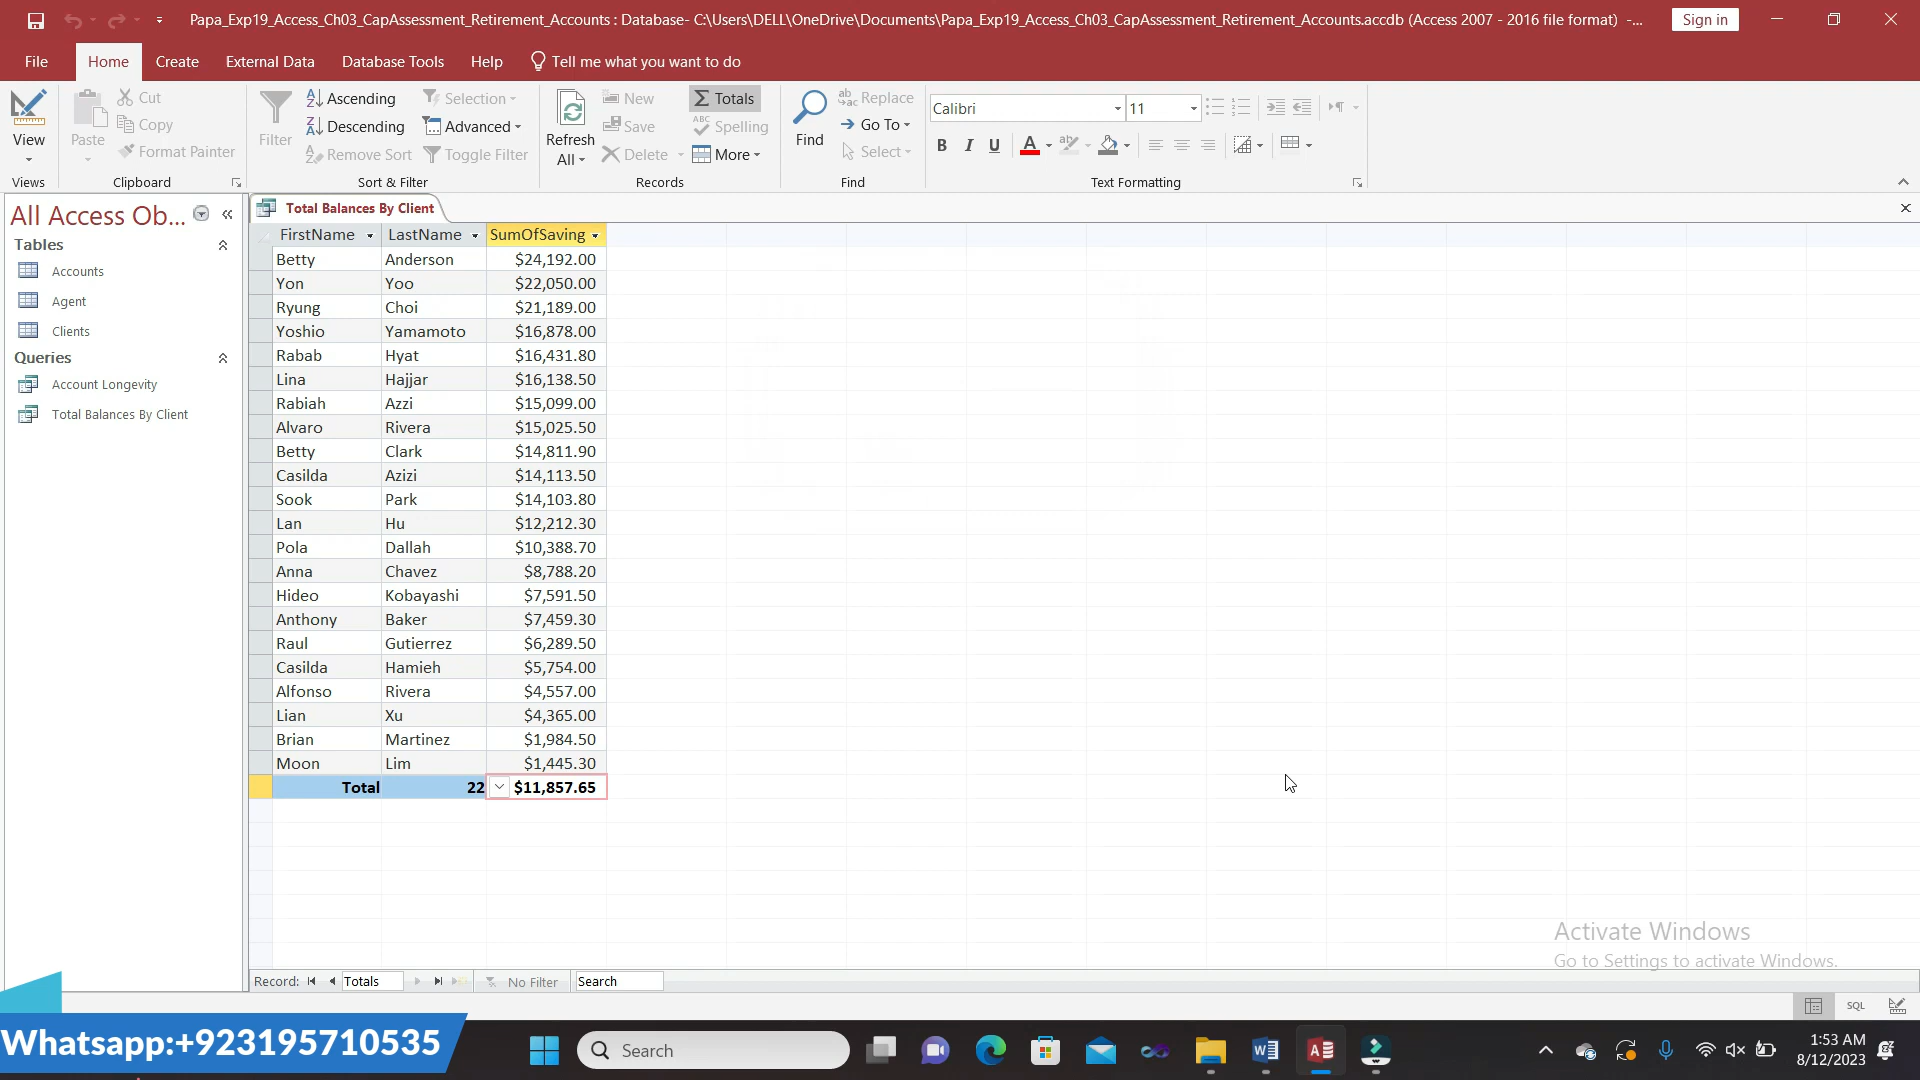 Papa_Exp19_Access_Ch03_CapAssessment_Retirement_Accounts : Database- C:\Users\DELL\OneDrive\Documents\Papa_Exp19_Access_Ch03_CapAssessment_Retirement_Accounts.accdb (Access 2007 - 2016 file format) -... Sign in
File Home Create External Data Database Tools Help Tell me what you want to do
View
Views
Paste
Cut
Copy
Format Painter
Clipboard
Filter
Ascending
Descending
Remove Sort
Selection
Advanced
Toggle Filter
Sort & Filter
Refresh
All
New
Save
Delete
Totals
Spelling
More
Records
Find
Replace
Go To
Select
Find
Calibri 11
B I U A
Text Formatting
All Access Ob...
Tables
Accounts
Agent
Clients
Queries
Account Longevity
Total Balances By Client
Total Balances By Client
FirstName LastName SumOfSaving
Betty Anderson $24,192.00
Yon Yoo $22,050.00
Ryung Choi $21,189.00
Yoshio Yamamoto $16,878.00
Rabab Hyat $16,431.80
Lina Hajjar $16,138.50
Rabiah Azzi $15,099.00
Alvaro Rivera $15,025.50
Betty Clark $14,811.90
Casilda Azizi $14,113.50
Sook Park $14,103.80
Lan Hu $12,212.30
Pola Dallah $10,388.70
Anna Chavez $8,788.20
Hideo Kobayashi $7,591.50
Anthony Baker $7,459.30
Raul Gutierrez $6,289.50
Casilda Hamieh $5,754.00
Alfonso Rivera $4,557.00
Lian Xu $4,365.00
Brian Martinez $1,984.50
Moon Lim $1,445.30
Total 22 $11,857.65
Activate Windows
Go to Settings to activate Windows.
Record: Totals No Filter Search
SQL
Whatsapp:+923195710535
Search
1:53 AM
8/12/2023